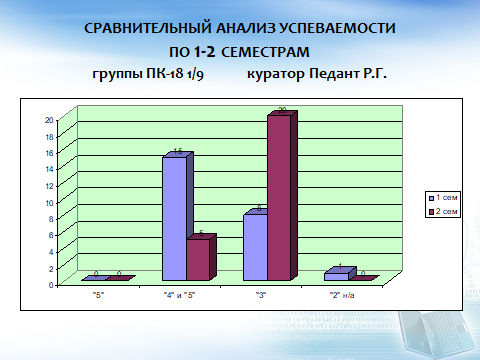 СРАВНИТЕЛЬНЫЙ АНАЛИЗ УСПЕВАЕМОСТИ
ПО 1-2 СЕМЕСТРАМ
группы ПК-18 1/9 куратор Педант Р.Г.
20
18
16
14
12
10
8
6
4
2
0
0 0
15 5
8 20
1 0
"5" "4" и "5" "3" "2" н/а
1 сем
2 сем